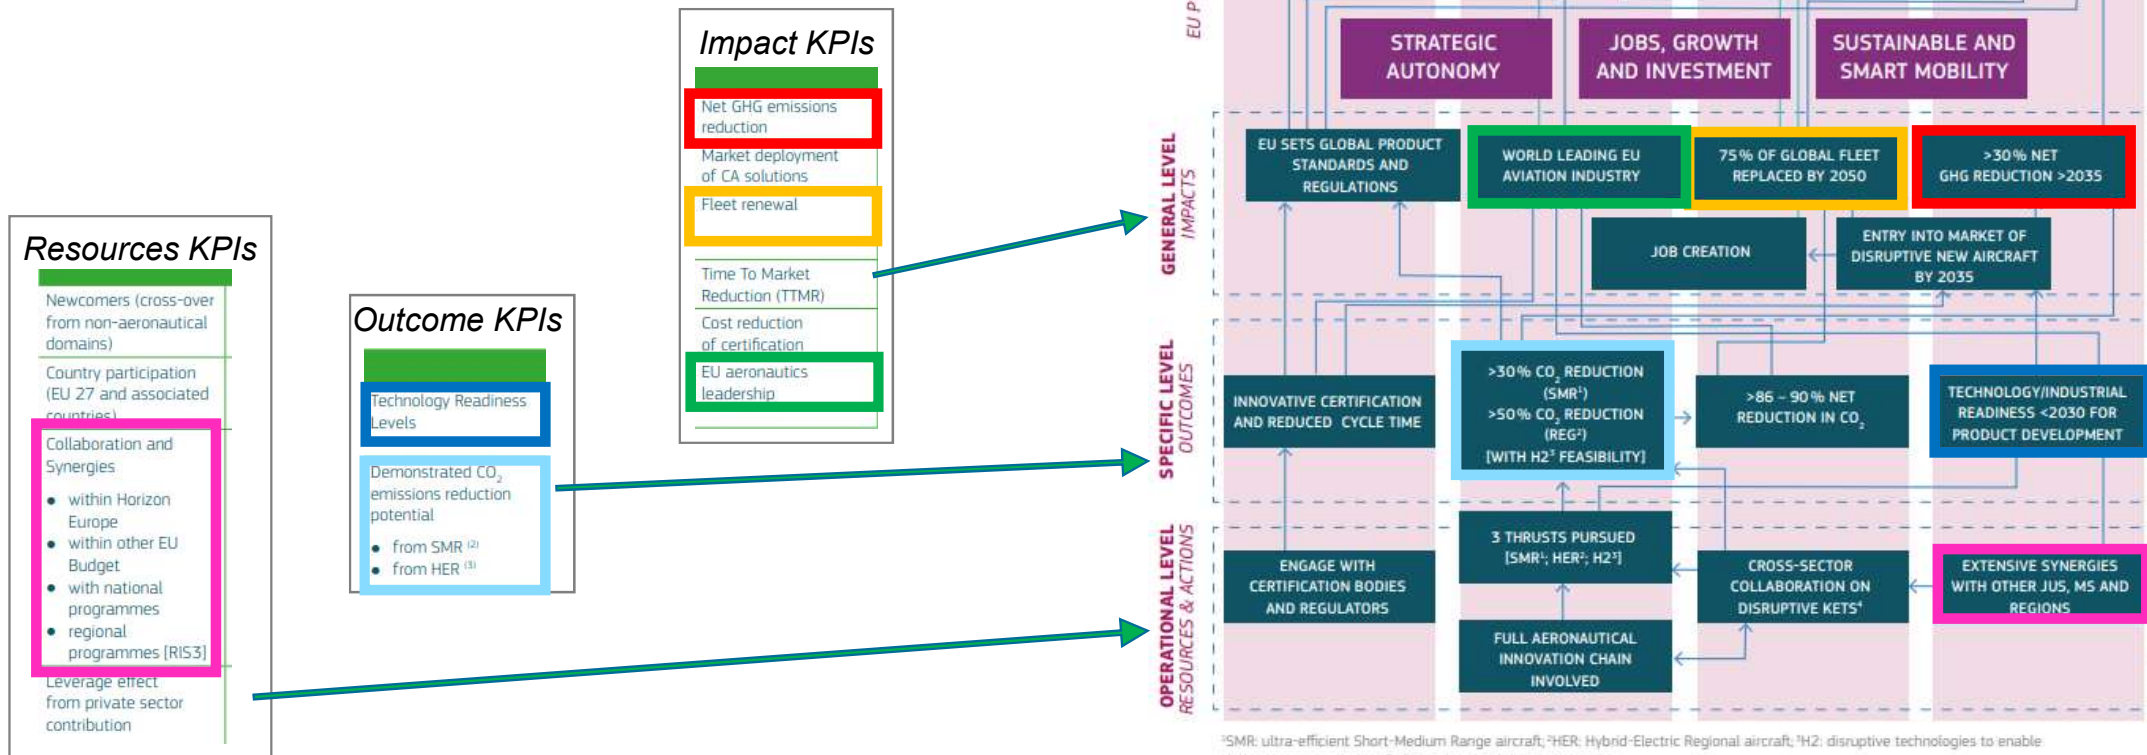 Resources KPIs
Newcomers (cross-over
from non-aeronautical
domains)
Country participation
(EU 27 and associated
countries)
Collaboration and
Synergies
• within Horizon
Europe
• within other EU
Budget
• with national
programmes
• regional
programmes [RIS3]
Leverage effect
from private sector
contribution
Outcome KPIs
Technology Readiness
Levels
Demonstrated CO₂
emissions reduction
potential
• from SMR (2)
• from HER (3)
Impact KPIs
Net GHG emissions
reduction
Market deployment
of CA solutions
Fleet renewal
Time To Market
Reduction (TTMR)
Cost reduction
of certification
EU aeronautics
leadership
EU P
STRATEGIC
AUTONOMY
JOBS, GROWTH
AND INVESTMENT
SUSTAINABLE AND
SMART MOBILITY
GENERAL LEVEL
IMPACTS
EU SETS GLOBAL PRODUCT
STANDARDS AND
REGULATIONS
WORLD LEADING EU
AVIATION INDUSTRY
75% OF GLOBAL FLEET
REPLACED BY 2050
>30% NET
GHG REDUCTION >2035
JOB CREATION
ENTRY INTO MARKET OF
DISRUPTIVE NEW AIRCRAFT
BY 2035
SPECIFIC LEVEL
OUTCOMES
INNOVATIVE CERTIFICATION
AND REDUCED CYCLE TIME
>30% CO₂ REDUCTION
(SMR¹)
>50% CO₂ REDUCTION
(REG²)
[WITH H2³ FEASIBILITY]
>86 – 90% NET
REDUCTION IN CO₂
TECHNOLOGY/INDUSTRIAL
READINESS <2030 FOR
PRODUCT DEVELOPMENT
OPERATIONAL LEVEL
RESOURCES & ACTIONS
ENGAGE WITH
CERTIFICATION BODIES
AND REGULATORS
3 THRUSTS PURSUED
[SMR¹; HER²; H2³]
CROSS-SECTOR
COLLABORATION ON
DISRUPTIVE KETS⁴
EXTENSIVE SYNERGIES
WITH OTHER JUS, MS AND
REGIONS
FULL AERONAUTICAL
INNOVATION CHAIN
INVOLVED
¹SMR: ultra-efficient Short-Medium Range aircraft; ²HER: Hybrid-Electric Regional aircraft; ³H2: disruptive technologies to enable